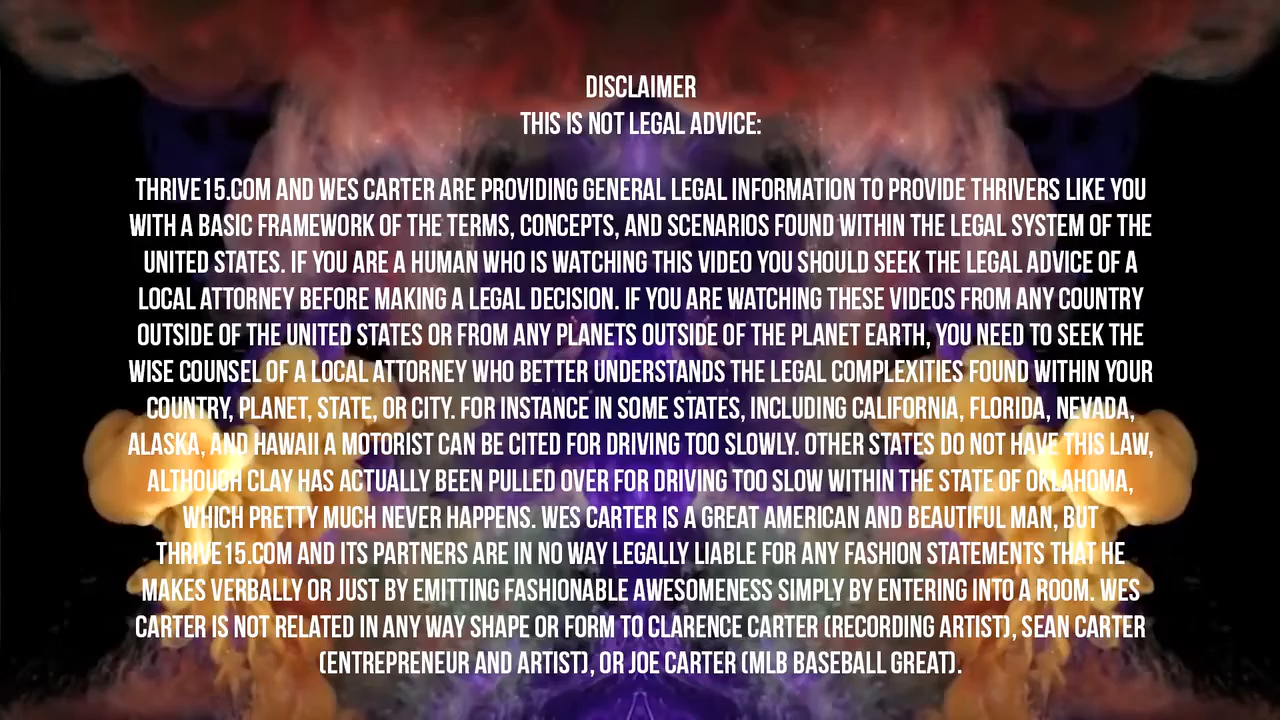 DISCLAIMER
THIS IS NOT LEGAL ADVICE:
THRIVE15.COM AND WES CARTER ARE PROVIDING GENERAL LEGAL INFORMATION TO PROVIDE THRIVERS LIKE YOU
WITH A BASIC FRAMEWORK OF THE TERMS, CONCEPTS, AND SCENARIOS FOUND WITHIN THE LEGAL SYSTEM OF THE
UNITED STATES. IF YOU ARE A HUMAN WHO IS WATCHING THIS VIDEO YOU SHOULD SEEK THE LEGAL ADVICE OF A
LOCAL ATTORNEY BEFORE MAKING A LEGAL DECISION. IF YOU ARE WATCHING THESE VIDEOS FROM ANY COUNTRY
OUTSIDE OF THE UNITED STATES OR FROM ANY PLANETS OUTSIDE OF THE PLANET EARTH, YOU NEED TO SEEK THE
WISE COUNSEL OF A LOCAL ATTORNEY WHO BETTER UNDERSTANDS THE LEGAL COMPLEXITIES FOUND WITHIN YOUR
COUNTRY, PLANET, STATE, OR CITY. FOR INSTANCE IN SOME STATES, INCLUDING CALIFORNIA, FLORIDA, NEVADA,
ALASKA, AND HAWAII A MOTORIST CAN BE CITED FOR DRIVING TOO SLOWLY. OTHER STATES DO NOT HAVE THIS LAW,
ALTHOUGH CLAY HAS ACTUALLY BEEN PULLED OVER FOR DRIVING TOO SLOW WITHIN THE STATE OF OKLAHOMA,
WHICH PRETTY MUCH NEVER HAPPENS. WES CARTER IS A GREAT AMERICAN AND BEAUTIFUL MAN, BUT
THRIVE15.COM AND ITS PARTNERS ARE IN NO WAY LEGALLY LIABLE FOR ANY FASHION STATEMENTS THAT HE
MAKES VERBALLY OR JUST BY EMITTING FASHIONABLE AWESOMENESS SIMPLY BY ENTERING INTO A ROOM. WES
CARTER IS NOT RELATED IN ANY WAY SHAPE OR FORM TO CLARENCE CARTER (RECORDING ARTIST), SEAN CARTER
(ENTREPRENEUR AND ARTIST), OR JOE CARTER (MLB BASEBALL GREAT).